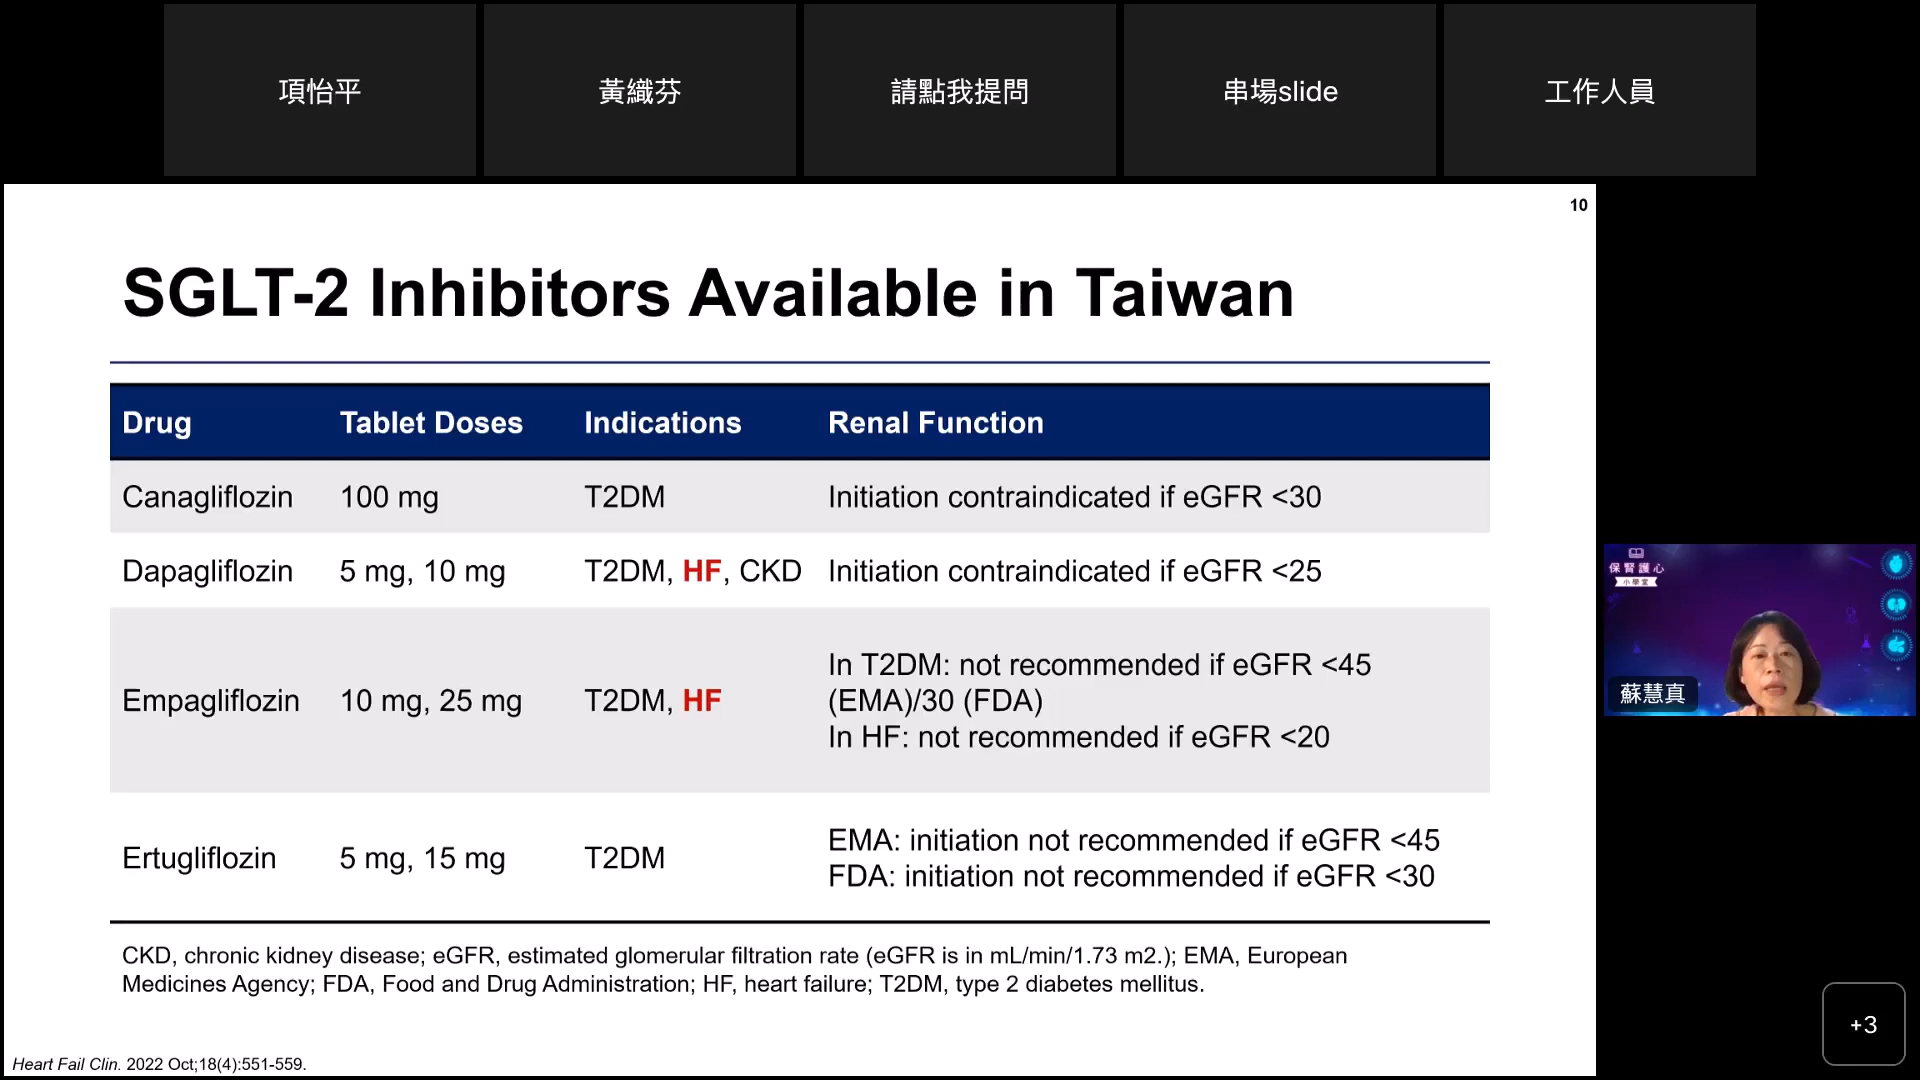 項怡平
黃織芬
請點我提問
串場slide
工作人員
10
SGLT-2 Inhibitors Available in Taiwan
Drug Tablet Doses Indications Renal Function
Canagliflozin 100 mg T2DM Initiation contraindicated if eGFR <30
Dapagliflozin 5 mg, 10 mg T2DM, HF, CKD Initiation contraindicated if eGFR <25
Empagliflozin 10 mg, 25 mg T2DM, HF In T2DM: not recommended if eGFR <45
(EMA)/30 (FDA)
In HF: not recommended if eGFR <20
Ertugliflozin 5 mg, 15 mg T2DM EMA: initiation not recommended if eGFR <45
FDA: initiation not recommended if eGFR <30
CKD, chronic kidney disease; eGFR, estimated glomerular filtration rate (eGFR is in mL/min/1.73 m2.); EMA, European
Medicines Agency; FDA, Food and Drug Administration; HF, heart failure; T2DM, type 2 diabetes mellitus.
Heart Fail Clin. 2022 Oct;18(4):551-559.
保腎護心
小學堂
蘇慧真
+3